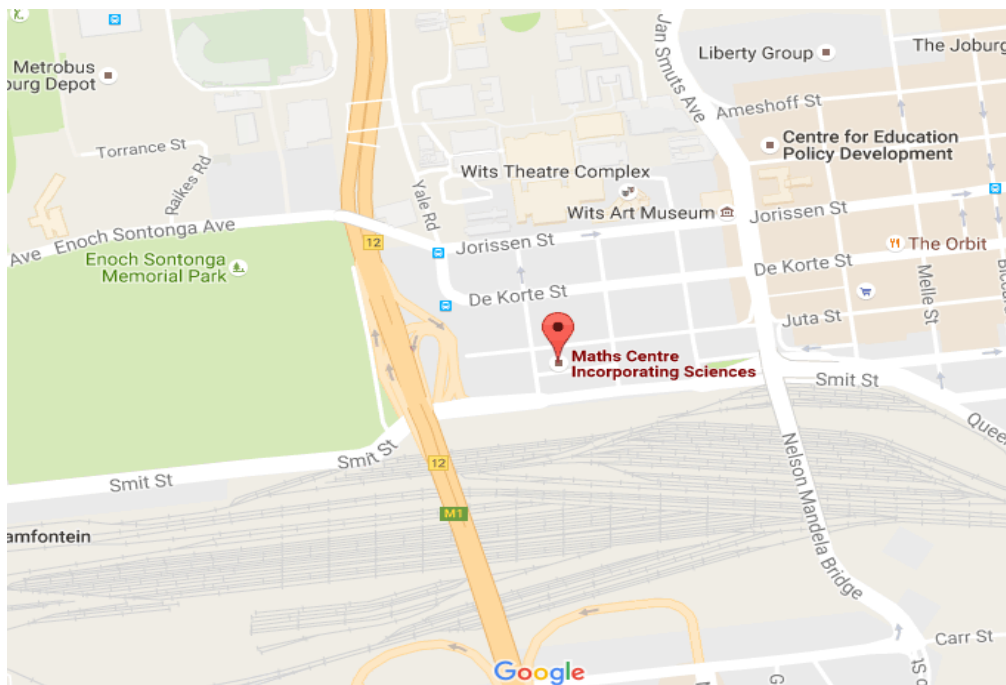 Liberty Group
The Joburg
Metrobus
ourg Depot
Jan Smuts Ave
Ameshoff St
Centre for Education
Policy Development
Torrance St
Raikes Rd
Yale Rd
Wits Theatre Complex
Wits Art Museum
Jorissen St
Ave
Enoch Sontonga Ave
12
Jorissen St
The Orbit
Enoch Sontonga
Memorial Park
De Korte St
De Korte St
Melle St
Juta St
Maths Centre
Incorporating Sciences
Smit St
Smit St
Smit St
12
M1
Nelson Mandela Bridge
amfontein
Carr St
Google